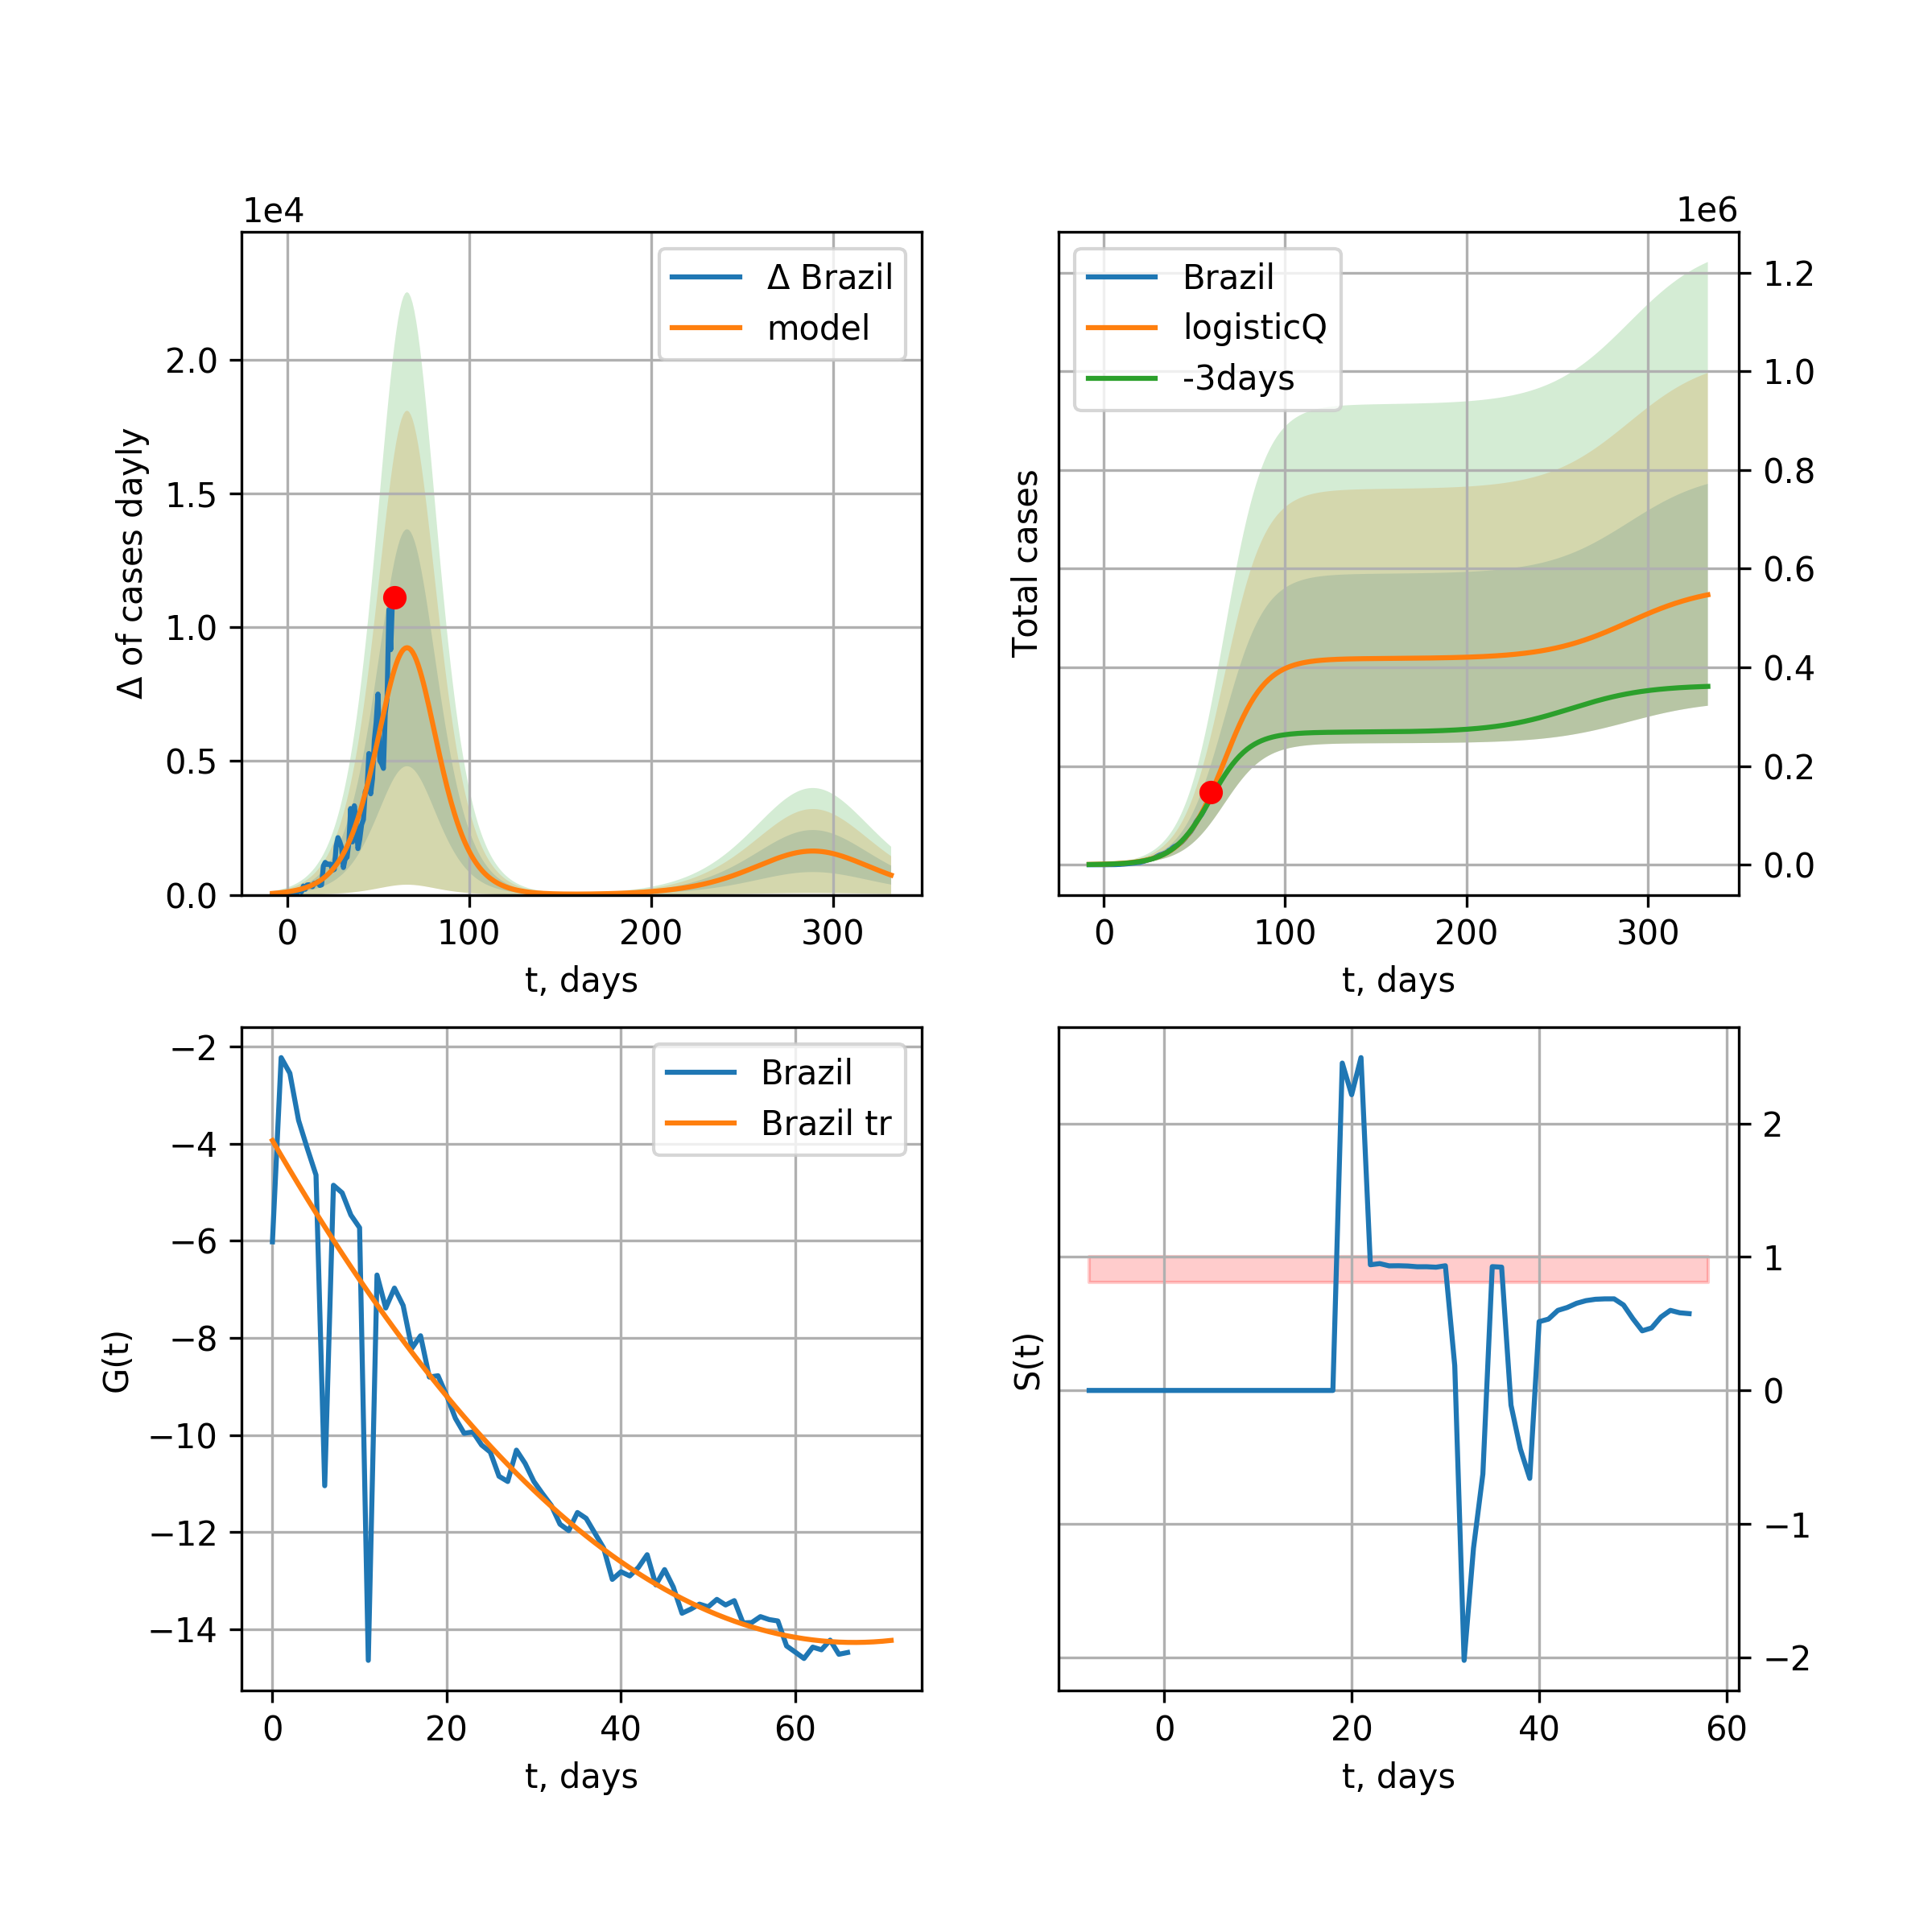 1e4
Δ of cases dayly
2.0
1.5
1.0
0.5
0.0
0 100 200 300
t, days
Δ Brazil
model
1e6
Total cases
1.2
1.0
0.8
0.6
0.4
0.2
0.0
0 100 200 300
t, days
Brazil
logisticQ
-3days
G(t)
−2
−4
−6
−8
−10
−12
−14
0 20 40 60
t, days
Brazil
Brazil tr
S(t)
2
1
0
−1
−2
0 20 40 60
t, days